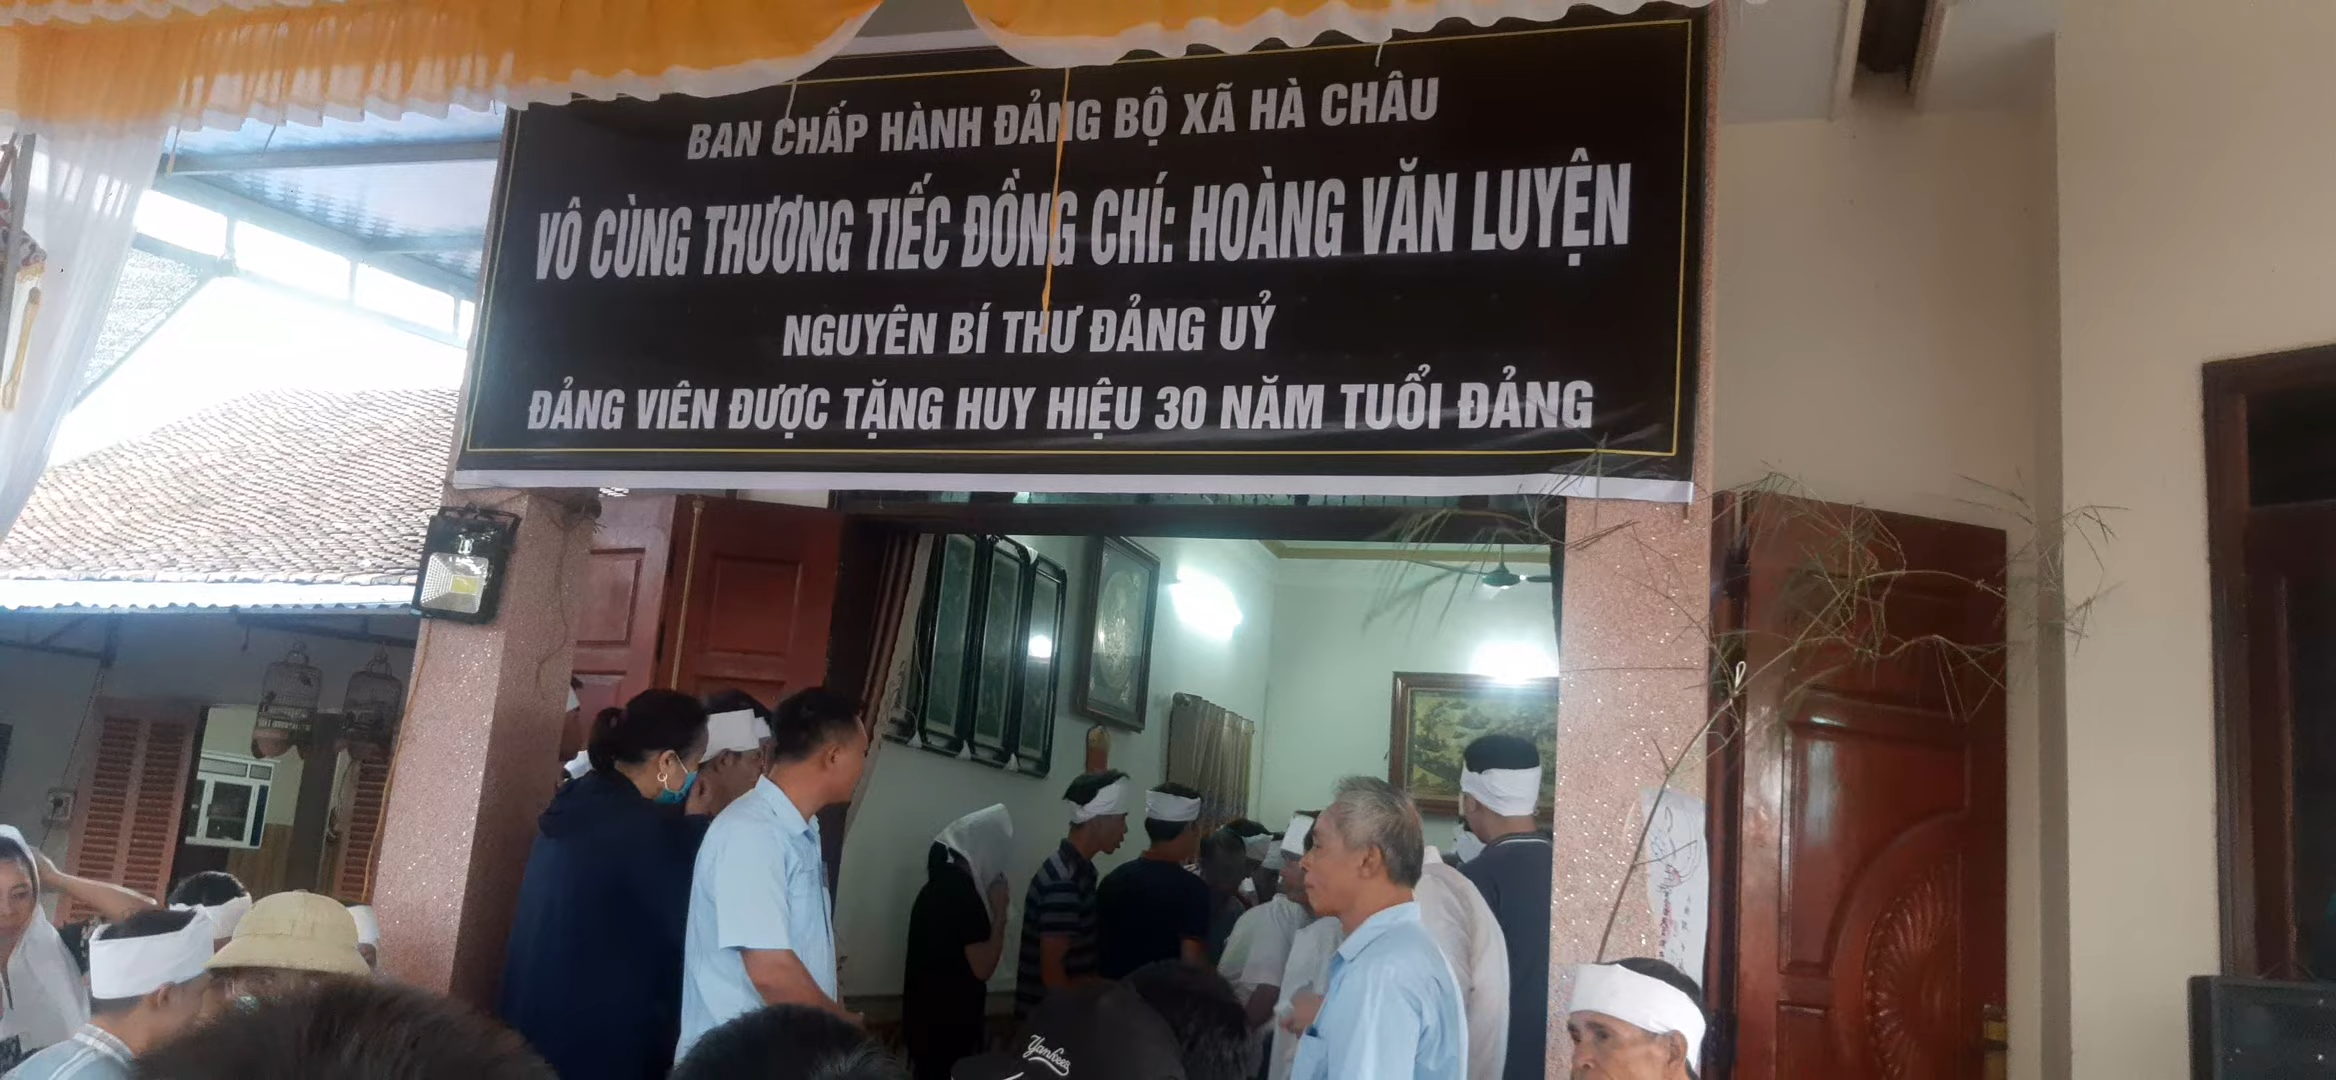 BAN CHẤP HÀNH ĐẢNG BỘ XÃ HÀ CHÂU
VÔ CÙNG THƯƠNG TIẾC ĐỒNG CHÍ: HOÀNG VĂN LUYỆN
NGUYÊN BÍ THƯ ĐẢNG UỶ
ĐẢNG VIÊN ĐƯỢC TẶNG HUY HIỆU 30 NĂM TUỔI ĐẢNG
Yankees